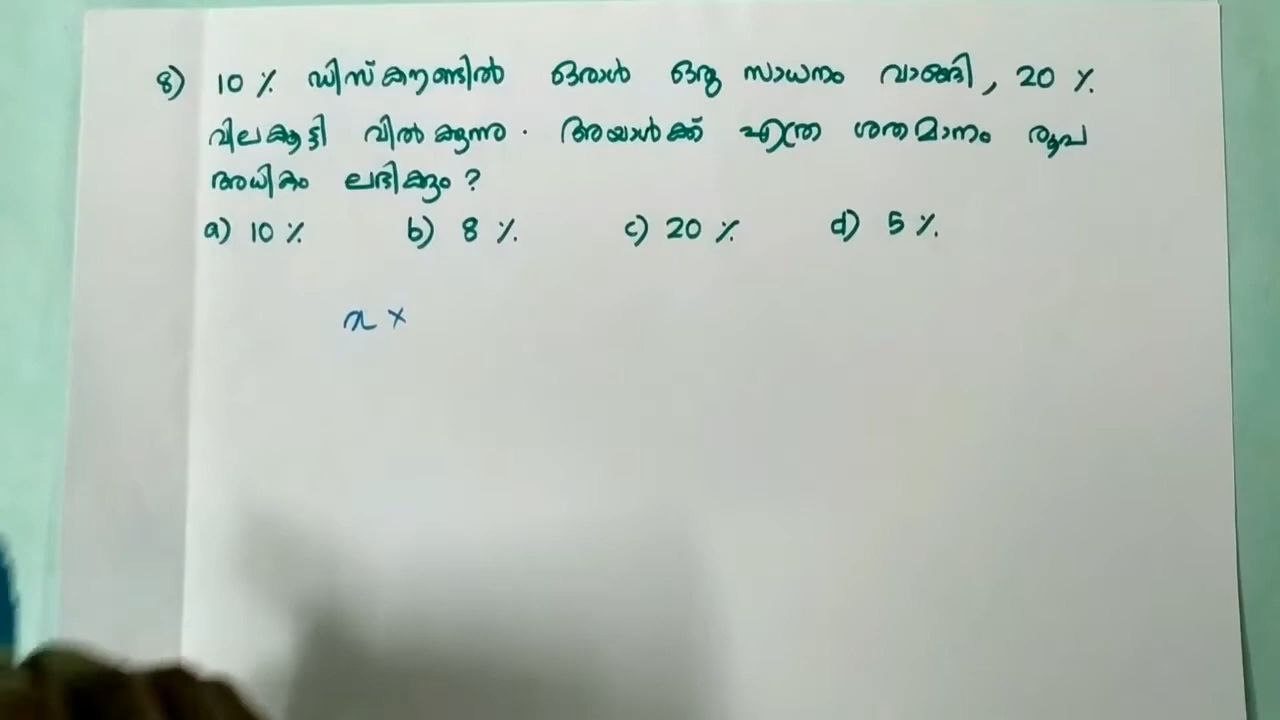 8) 10 % ഡിസ്കൗണ്ടിൽ ഒരാൾ ഒരു സാധനം വാങ്ങി, 20 %
വിലകൂട്ടി വിൽക്കുന്നു. അയാൾക്ക് എത്ര ശതമാനം രൂപ
അധികം ലഭിക്കും ?
a) 10 % b) 8 % c) 20 % d) 5 %
x ×